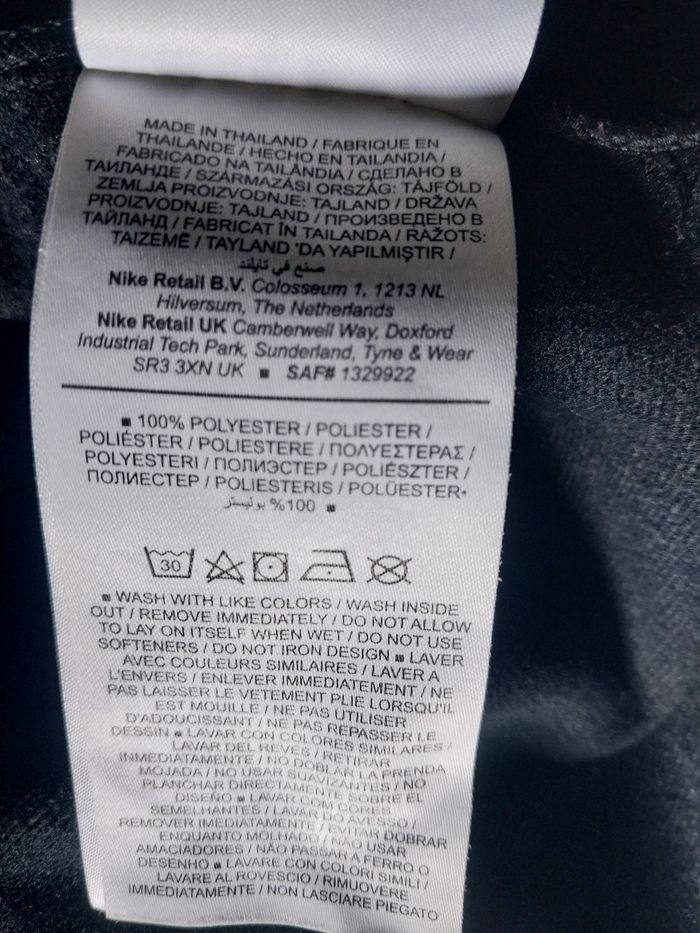 MADE IN THAILAND / FABRIQUE EN
THAILANDE / HECHO EN TAILANDIA /
FABRICADO NA TAILÂNDIA / СДЕЛАНО В
ТАИЛАНДЕ / SZÁRMAZÁSI ORSZÁG: TÁJFÖLD /
ZEMLJA PROIZVODNJE: TAJLAND / DRŽAVA
PROIZVODNJE: TAJLAND / ПРОИЗВЕДЕНО В
ТАЙЛАНД / FABRICAT ÎN TAILANDA / RAŽOTS:
TAIZEMĒ / TAYLAND 'DA YAPILMIŞTIR /
صنع في تايلند
Nike Retail B.V. Colosseum 1, 1213 NL
Hilversum, The Netherlands
Nike Retail UK Camberwell Way, Doxford
Industrial Tech Park, Sunderland, Tyne & Wear
SR3 3XN UK ■ SAF# 1329922
■ 100% POLYESTER / POLIESTER /
POLIÉSTER / POLIESTERE / ΠΟΛΥΕΣΤΕΡΑΣ /
POLYESTERI / ПОЛИЭСТЕР / POLIÉSZTER /
ПОЛИЕСТЕР / POLIESTERIS / POLÜESTER•
100% بوليستر ■
30
■ WASH WITH LIKE COLORS / WASH INSIDE
OUT / REMOVE IMMEDIATELY / DO NOT ALLOW
TO LAY ON ITSELF WHEN WET / DO NOT USE
SOFTENERS / DO NOT IRON DESIGN ■ LAVER
AVEC COULEURS SIMILAIRES / LAVER A
L'ENVERS / ENLEVER IMMEDIATEMENT / NE
PAS LAISSER LE VETEMENT PLIE LORSQU'IL
EST MOUILLE / NE PAS UTILISER
D'ADOUCISSANT / NE PAS REPASSER LE
DESSIN ■ LAVAR CON COLORES SIMILARES /
LAVAR DEL REVES / RETIRAR
INMEDIATAMENTE / NO DOBLAR LA PRENDA
MOJADA / NO USAR SUAVIZANTES / NO
PLANCHAR DIRECTAMENTE SOBRE EL
DISEÑO ■ LAVAR COM CORES
SEMELHANTES / LAVAR DO AVESSO /
REMOVER IMEDIATAMENTE / EVITAR DOBRAR
ENQUANTO MOLHADO / NÃO USAR
AMACIADORES / NÃO PASSAR A FERRO O
DESENHO ■ LAVARE CON COLORI SIMILI /
LAVARE AL ROVESCIO / RIMUOVERE
IMMEDIATAMENTE / NON LASCIARE PIEGATO